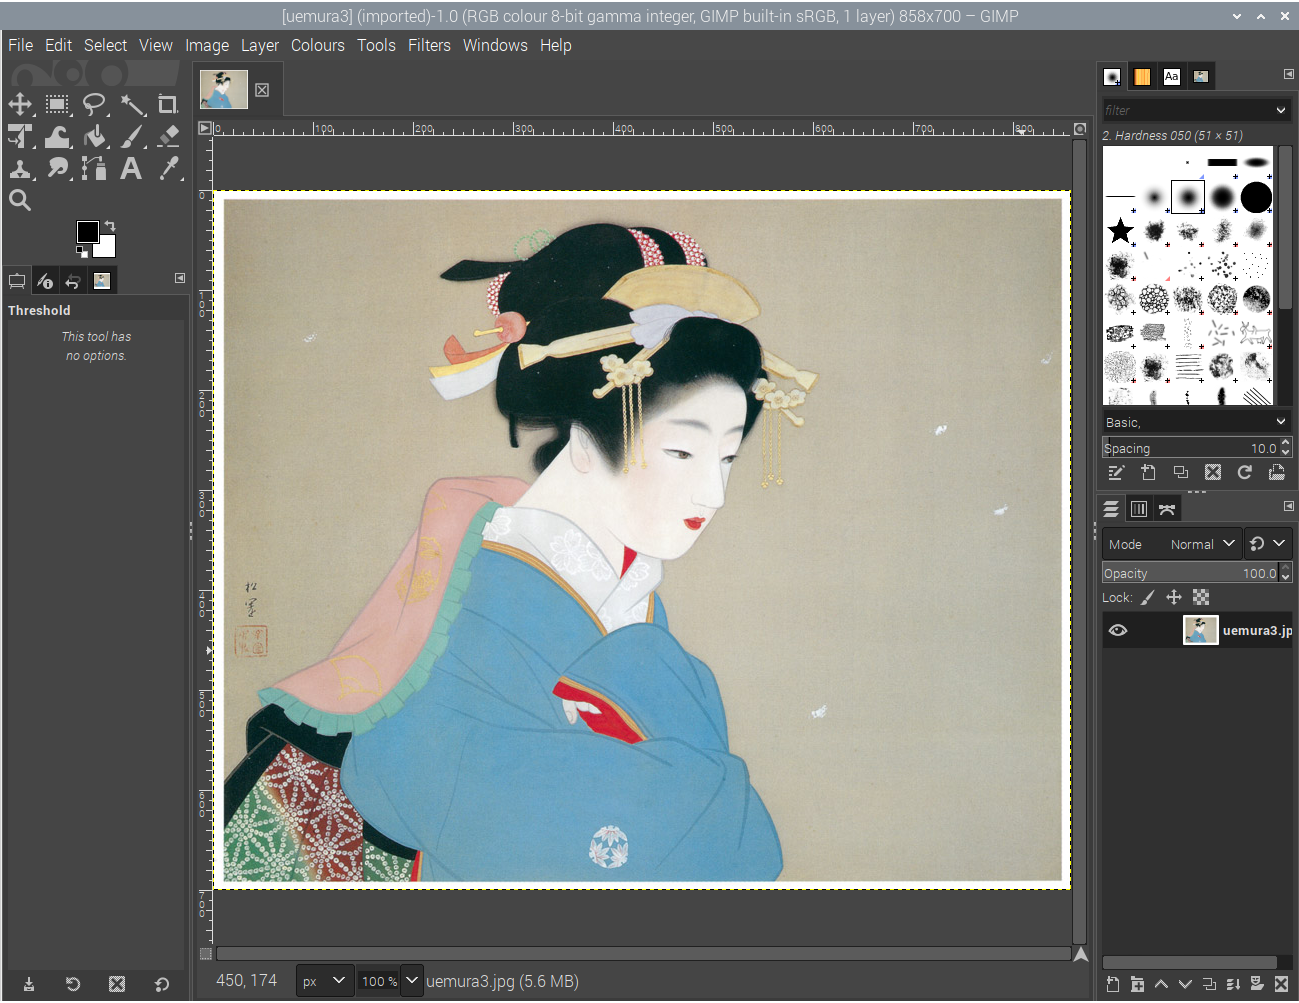 [uemura3] (imported)-1.0 (RGB colour 8-bit gamma integer, GIMP built-in sRGB, 1 layer) 858x700 – GIMP
File Edit Select View Image Layer Colours Tools Filters Windows Help
0 100 200 300 400 500 600 700 800
0
100
200
300
400
500
600
700
Threshold
This tool has
no options.
松園
450, 174 px 100 % uemura3.jpg (5.6 MB)
Aa
filter
2. Hardness 050 (51 × 51)
Basic,
Spacing 10.0
Mode Normal
Opacity 100.0
Lock:
uemura3.jp